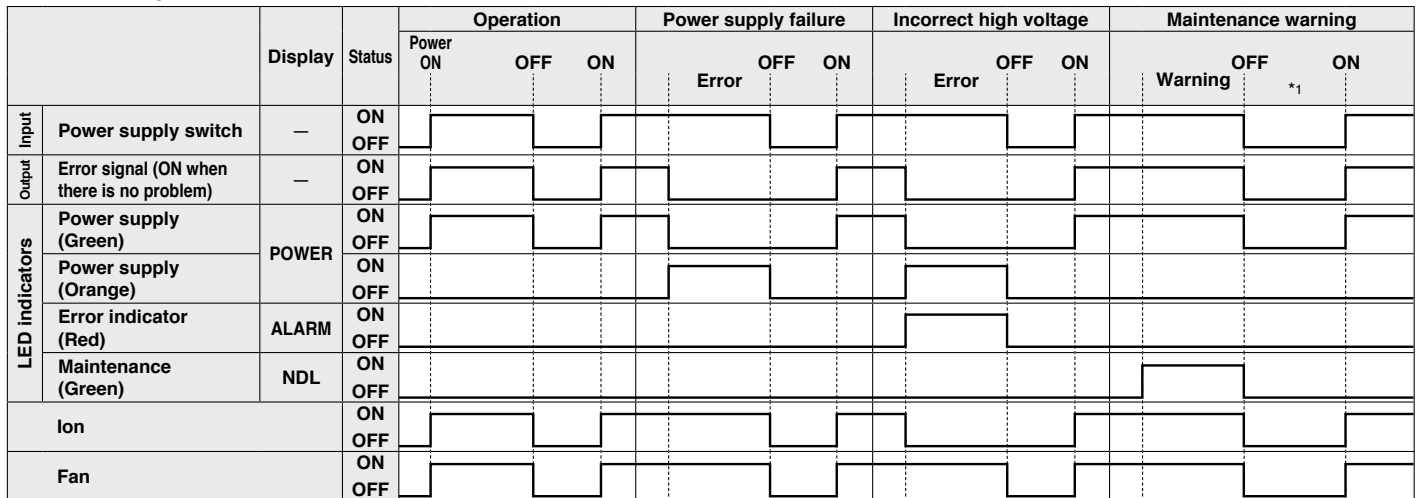 Operation Power supply failure Incorrect high voltage Maintenance warning
Display Status Power ON OFF ON Error OFF ON Error OFF ON Warning OFF *1 ON
Input Power supply switch — ON OFF
Output Error signal (ON when there is no problem) — ON OFF
LED indicators
Power supply (Green) POWER ON OFF
Power supply (Orange) ON OFF
Error indicator (Red) ALARM ON OFF
Maintenance (Green) NDL ON OFF
Ion ON OFF
Fan ON OFF